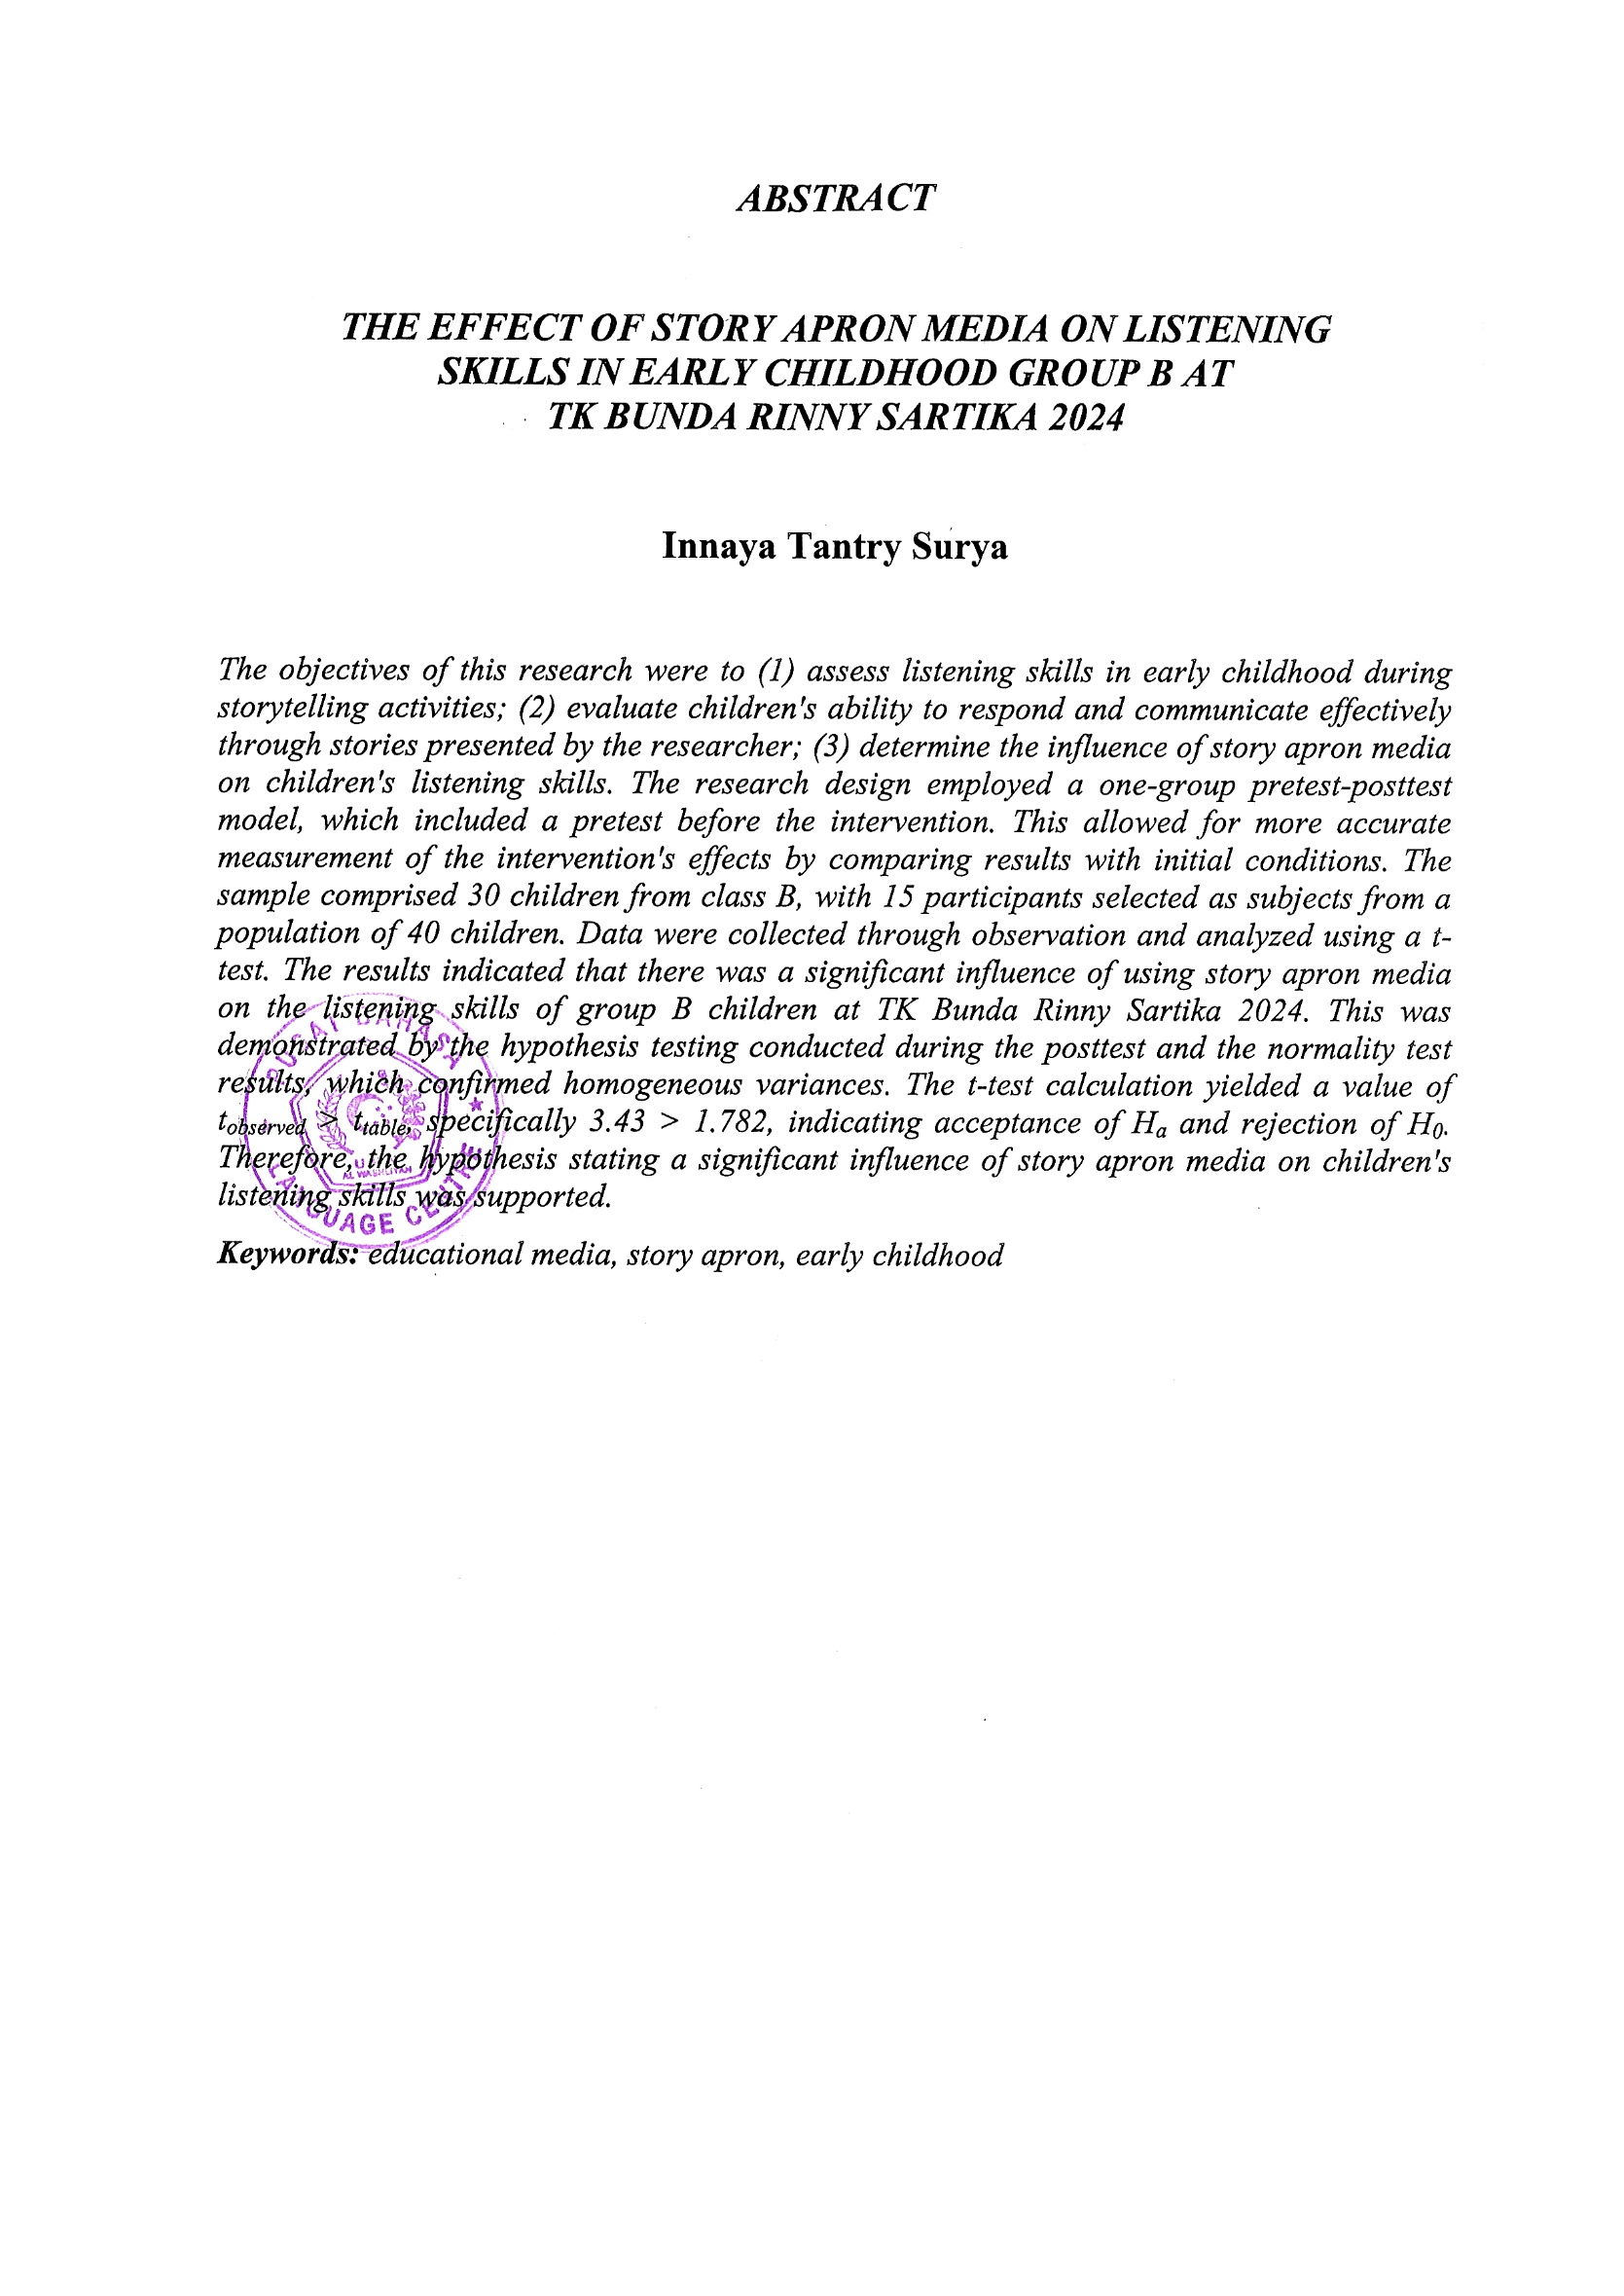 ABSTRACT
THE EFFECT OF STORY APRON MEDIA ON LISTENING
SKILLS IN EARLY CHILDHOOD GROUP B AT
TK BUNDA RINNY SARTIKA 2024
Innaya Tantry Surya
The objectives of this research were to (1) assess listening skills in early childhood during
storytelling activities; (2) evaluate children's ability to respond and communicate effectively
through stories presented by the researcher; (3) determine the influence of story apron media
on children's listening skills. The research design employed a one-group pretest-posttest
model, which included a pretest before the intervention. This allowed for more accurate
measurement of the intervention's effects by comparing results with initial conditions. The
sample comprised 30 children from class B, with 15 participants selected as subjects from a
population of 40 children. Data were collected through observation and analyzed using a t-
test. The results indicated that there was a significant influence of using story apron media
on the listening skills of group B children at TK Bunda Rinny Sartika 2024. This was
demonstrated by the hypothesis testing conducted during the posttest and the normality test
results, which confirmed homogeneous variances. The t-test calculation yielded a value of
tobserved > ttable, specifically 3.43 > 1.782, indicating acceptance of Ha and rejection of H0.
Therefore, the hypothesis stating a significant influence of story apron media on children's
listening skills was supported.
Keywords: educational media, story apron, early childhood
PUSAT BAHASA
AL WASHLIYAH
LANGUAGE CENTRE